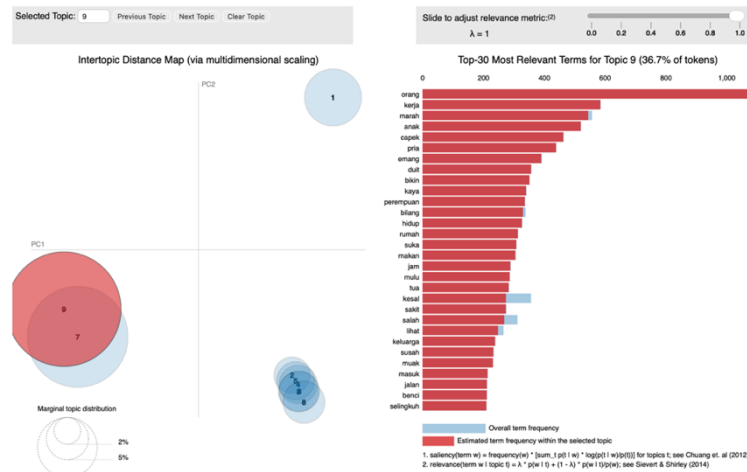 Selected Topic: 9 Previous Topic Next Topic Clear Topic
Slide to adjust relevance metric:(2)
λ = 1
0.0 0.2 0.4 0.6 0.8 1.0
Intertopic Distance Map (via multidimensional scaling)
PC2
PC1
1
9
7
2
8
Marginal topic distribution
2%
5%
Top-30 Most Relevant Terms for Topic 9 (36.7% of tokens)
0 200 400 600 800 1,000
orang
kerja
marah
anak
capek
pria
emang
duit
bikin
kaya
perempuan
bilang
hidup
rumah
suka
makan
jam
mulu
tua
kesal
sakit
salah
lihat
keluarga
susah
muak
masuk
jalan
benci
selingkuh
Overall term frequency
Estimated term frequency within the selected topic
1. saliency(term w) = frequency(w) * [sum_t p(t | w) * log(p(t | w)/p(t))] for topics t; see Chuang et. al (2012
2. relevance(term w | topic t) = λ * p(w | t) + (1 - λ) * p(w | t)/p(w); see Sievert & Shirley (2014)